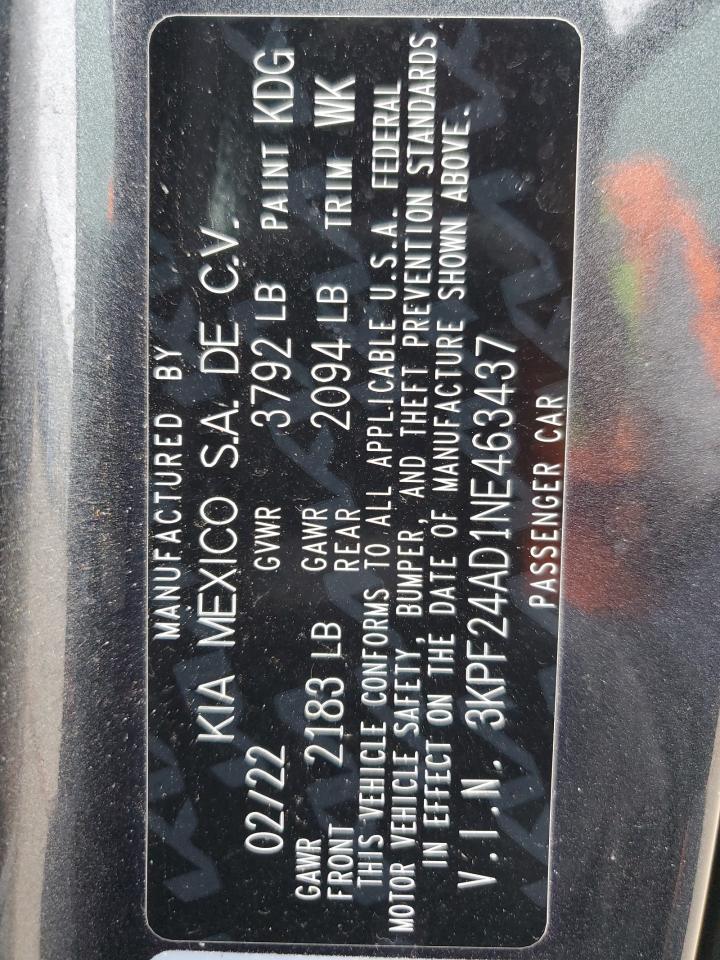 MANUFACTURED BY
KIA MEXICO S.A. DE C.V.
02/22 GVWR 3792 LB PAINT KDG
GAWR FRONT 2183 LB GAWR REAR 2094 LB TRIM WK
THIS VEHICLE CONFORMS TO ALL APPLICABLE U.S.A. FEDERAL
MOTOR VEHICLE SAFETY, BUMPER, AND THEFT PREVENTION STANDARDS
IN EFFECT ON THE DATE OF MANUFACTURE SHOWN ABOVE.
V.I.N. 3KPF24AD1NE463437
PASSENGER CAR